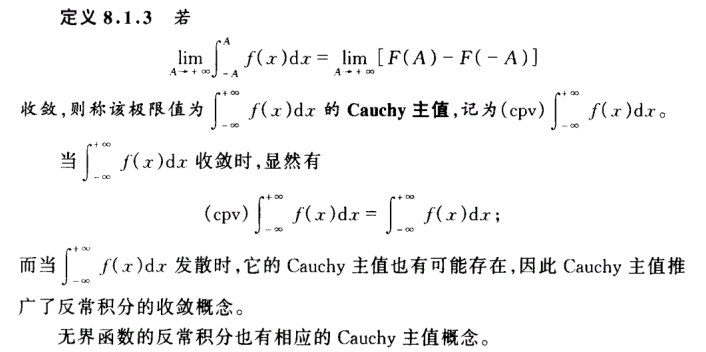 定义 8.1.3 若
$$\lim_{A\to+\infty}\int_{-A}^{A} f(x)\mathrm{d}x = \lim_{A\to+\infty}[F(A)-F(-A)]$$
收敛,则称该极限值为$\int_{-\infty}^{+\infty} f(x)\mathrm{d}x$ 的 Cauchy 主值,记为(cpv)$\int_{-\infty}^{+\infty} f(x)\mathrm{d}x$。
当$\int_{-\infty}^{+\infty} f(x)\mathrm{d}x$ 收敛时,显然有
$$(\mathrm{cpv})\int_{-\infty}^{+\infty} f(x)\mathrm{d}x = \int_{-\infty}^{+\infty} f(x)\mathrm{d}x;$$
而当$\int_{-\infty}^{+\infty} f(x)\mathrm{d}x$ 发散时,它的 Cauchy 主值也有可能存在,因此 Cauchy 主值推
广了反常积分的收敛概念。
无界函数的反常积分也有相应的 Cauchy 主值概念。